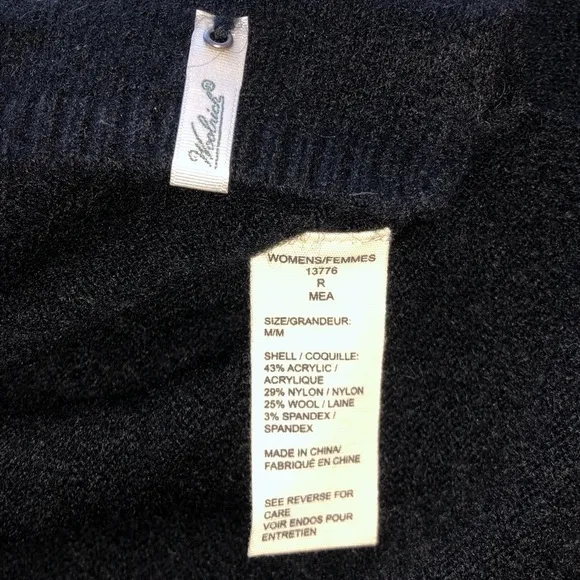 Woolrich®
WOMENS/FEMMES
13776
R
MEA
SIZE/GRANDEUR:
M/M
SHELL / COQUILLE:
43% ACRYLIC /
ACRYLIQUE
29% NYLON / NYLON
25% WOOL / LAINE
3% SPANDEX /
SPANDEX
MADE IN CHINA/
FABRIQUÉ EN CHINE
SEE REVERSE FOR
CARE
VOIR ENDOS POUR
ENTRETIEN